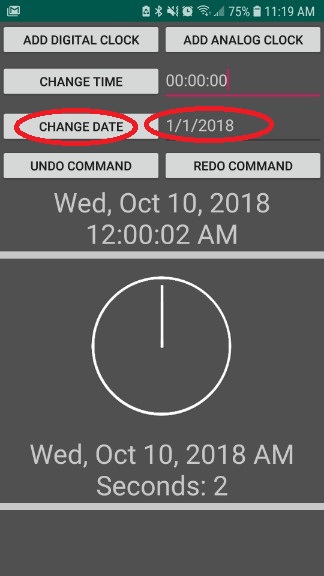 75% 11:19 AM
ADD DIGITAL CLOCK ADD ANALOG CLOCK
CHANGE TIME 00:00:00
CHANGE DATE 1/1/2018
UNDO COMMAND REDO COMMAND
Wed, Oct 10, 2018
12:00:02 AM
Wed, Oct 10, 2018 AM
Seconds: 2